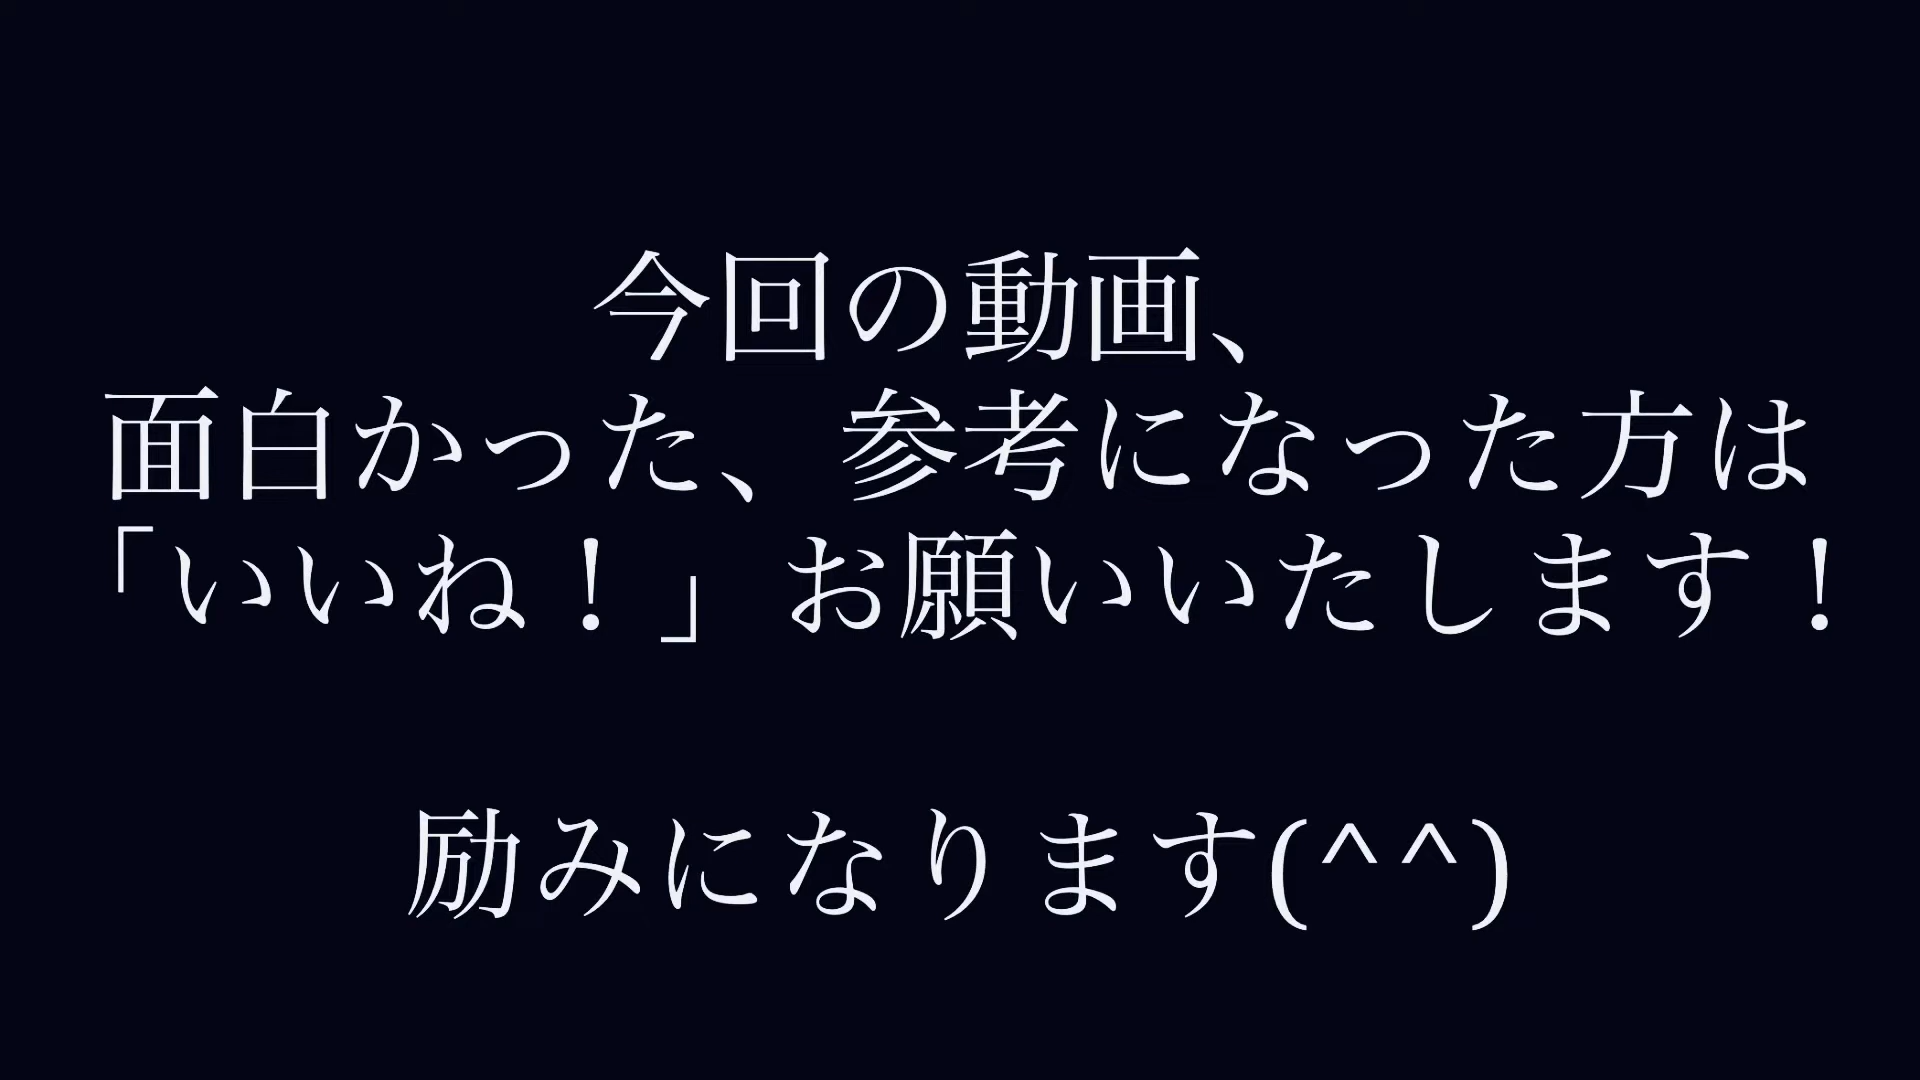 今回の動画、
面白かった、参考になった方は
「いいね！」お願いいたします！
励みになります(^^)